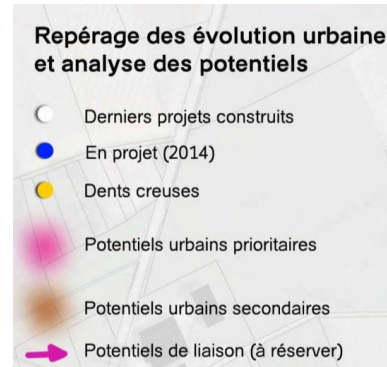 Repérage des évolution urbaine
et analyse des potentiels
Derniers projets construits
En projet (2014)
Dents creuses
Potentiels urbains prioritaires
Potentiels urbains secondaires
Potentiels de liaison (à réserver)